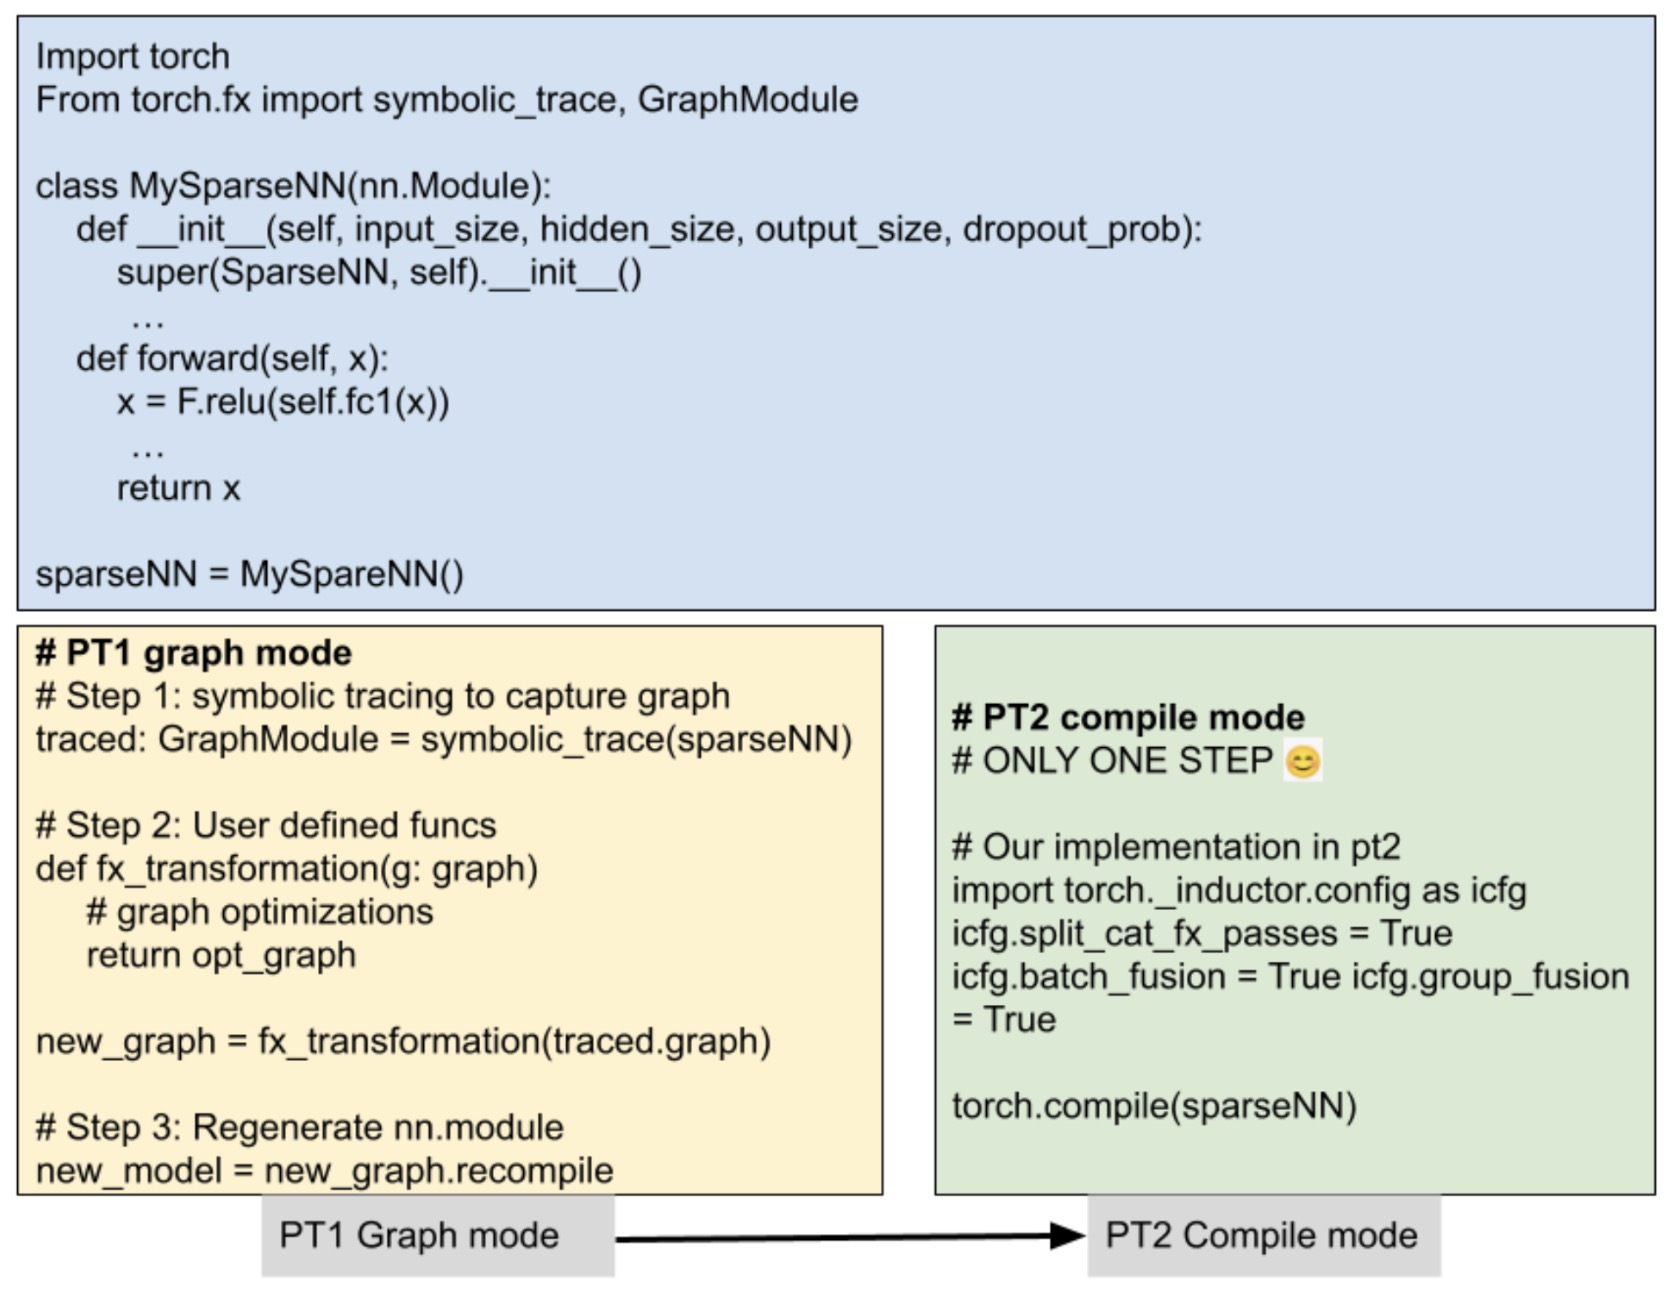 Import torch
From torch.fx import symbolic_trace, GraphModule
class MySparseNN(nn.Module):
def __init__(self, input_size, hidden_size, output_size, dropout_prob):
super(SparseNN, self).__init__()
…
def forward(self, x):
x = F.relu(self.fc1(x))
…
return x
sparseNN = MySpareNN()
# PT1 graph mode
# Step 1: symbolic tracing to capture graph
traced: GraphModule = symbolic_trace(sparseNN)
# Step 2: User defined funcs
def fx_transformation(g: graph)
# graph optimizations
return opt_graph
new_graph = fx_transformation(traced.graph)
# Step 3: Regenerate nn.module
new_model = new_graph.recompile
# PT2 compile mode
# ONLY ONE STEP 😊
# Our implementation in pt2
import torch._inductor.config as icfg
icfg.split_cat_fx_passes = True
icfg.batch_fusion = True icfg.group_fusion
= True
torch.compile(sparseNN)
PT1 Graph mode
PT2 Compile mode